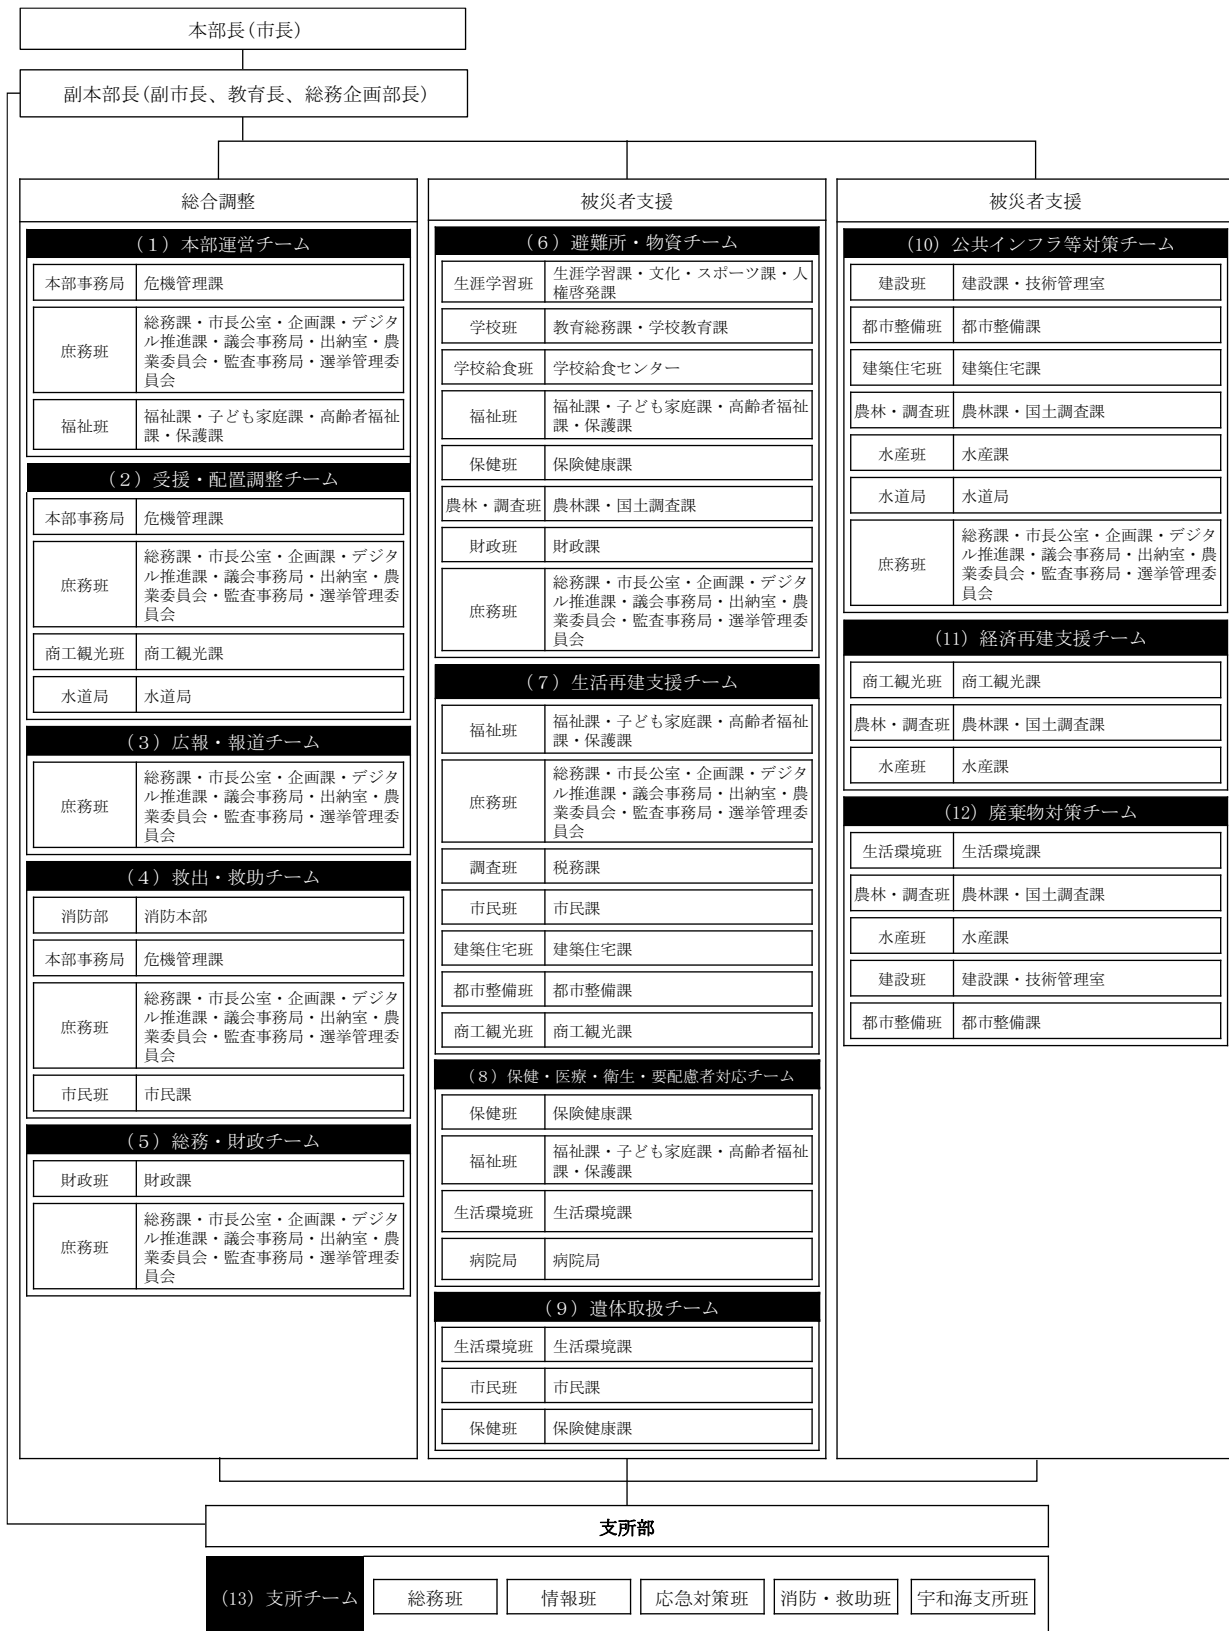 本部長(市長)
副本部長(副市長、教育長、総務企画部長)
総合調整
(1)本部運営チーム
本部事務局
危機管理課
庶務班
総務課・市長公室・企画課・デジタ
ル推進課・議会事務局・出納室・農
業委員会・監査事務局・選挙管理委
員会
福祉班
福祉課・子ども家庭課・高齢者福祉
課・保護課
(2)受援・配置調整チーム
本部事務局
危機管理課
庶務班
総務課・市長公室・企画課・デジタ
ル推進課・議会事務局・出納室・農
業委員会・監査事務局・選挙管理委
員会
商工観光班
商工観光課
水道局
水道局
(3)広報・報道チーム
庶務班
総務課・市長公室・企画課・デジタ
ル推進課・議会事務局・出納室・農
業委員会・監査事務局・選挙管理委
員会
(4)救出・救助チーム
消防部
消防本部
本部事務局
危機管理課
庶務班
総務課・市長公室・企画課・デジタ
ル推進課・議会事務局・出納室・農
業委員会・監査事務局・選挙管理委
員会
市民班
市民課
(5)総務・財政チーム
財政班
財政課
庶務班
総務課・市長公室・企画課・デジタ
ル推進課・議会事務局・出納室・農
業委員会・監査事務局・選挙管理委
員会
被災者支援
(6)避難所・物資チーム
生涯学習班
生涯学習課・文化・スポーツ課・人
権啓発課
学校班
教育総務課・学校教育課
学校給食班
学校給食センター
福祉班
福祉課・子ども家庭課・高齢者福祉
課・保護課
保健班
保険健康課
農林・調査班
農林課・国土調査課
財政班
財政課
庶務班
総務課・市長公室・企画課・デジタ
ル推進課・議会事務局・出納室・農
業委員会・監査事務局・選挙管理委
員会
(7)生活再建支援チーム
福祉班
福祉課・子ども家庭課・高齢者福祉
課・保護課
庶務班
総務課・市長公室・企画課・デジタ
ル推進課・議会事務局・出納室・農
業委員会・監査事務局・選挙管理委
員会
調査班
税務課
市民班
市民課
建築住宅班
建築住宅課
都市整備班
都市整備課
商工観光班
商工観光課
(8)保健・医療・衛生・要配慮者対応チーム
保健班
保険健康課
福祉班
福祉課・子ども家庭課・高齢者福祉
課・保護課
生活環境班
生活環境課
病院局
病院局
(9)遺体取扱チーム
生活環境班
生活環境課
市民班
市民課
保健班
保険健康課
被災者支援
(10)公共インフラ等対策チーム
建設班
建設課・技術管理室
都市整備班
都市整備課
建築住宅班
建築住宅課
農林・調査班
農林課・国土調査課
水産班
水産課
水道局
水道局
庶務班
総務課・市長公室・企画課・デジタ
ル推進課・議会事務局・出納室・農
業委員会・監査事務局・選挙管理委
員会
(11)経済再建支援チーム
商工観光班
商工観光課
農林・調査班
農林課・国土調査課
水産班
水産課
(12)廃棄物対策チーム
生活環境班
生活環境課
農林・調査班
農林課・国土調査課
水産班
水産課
建設班
建設課・技術管理室
都市整備班
都市整備課
支所部
(13)支所チーム
総務班
情報班
応急対策班
消防・救助班
宇和海支所班